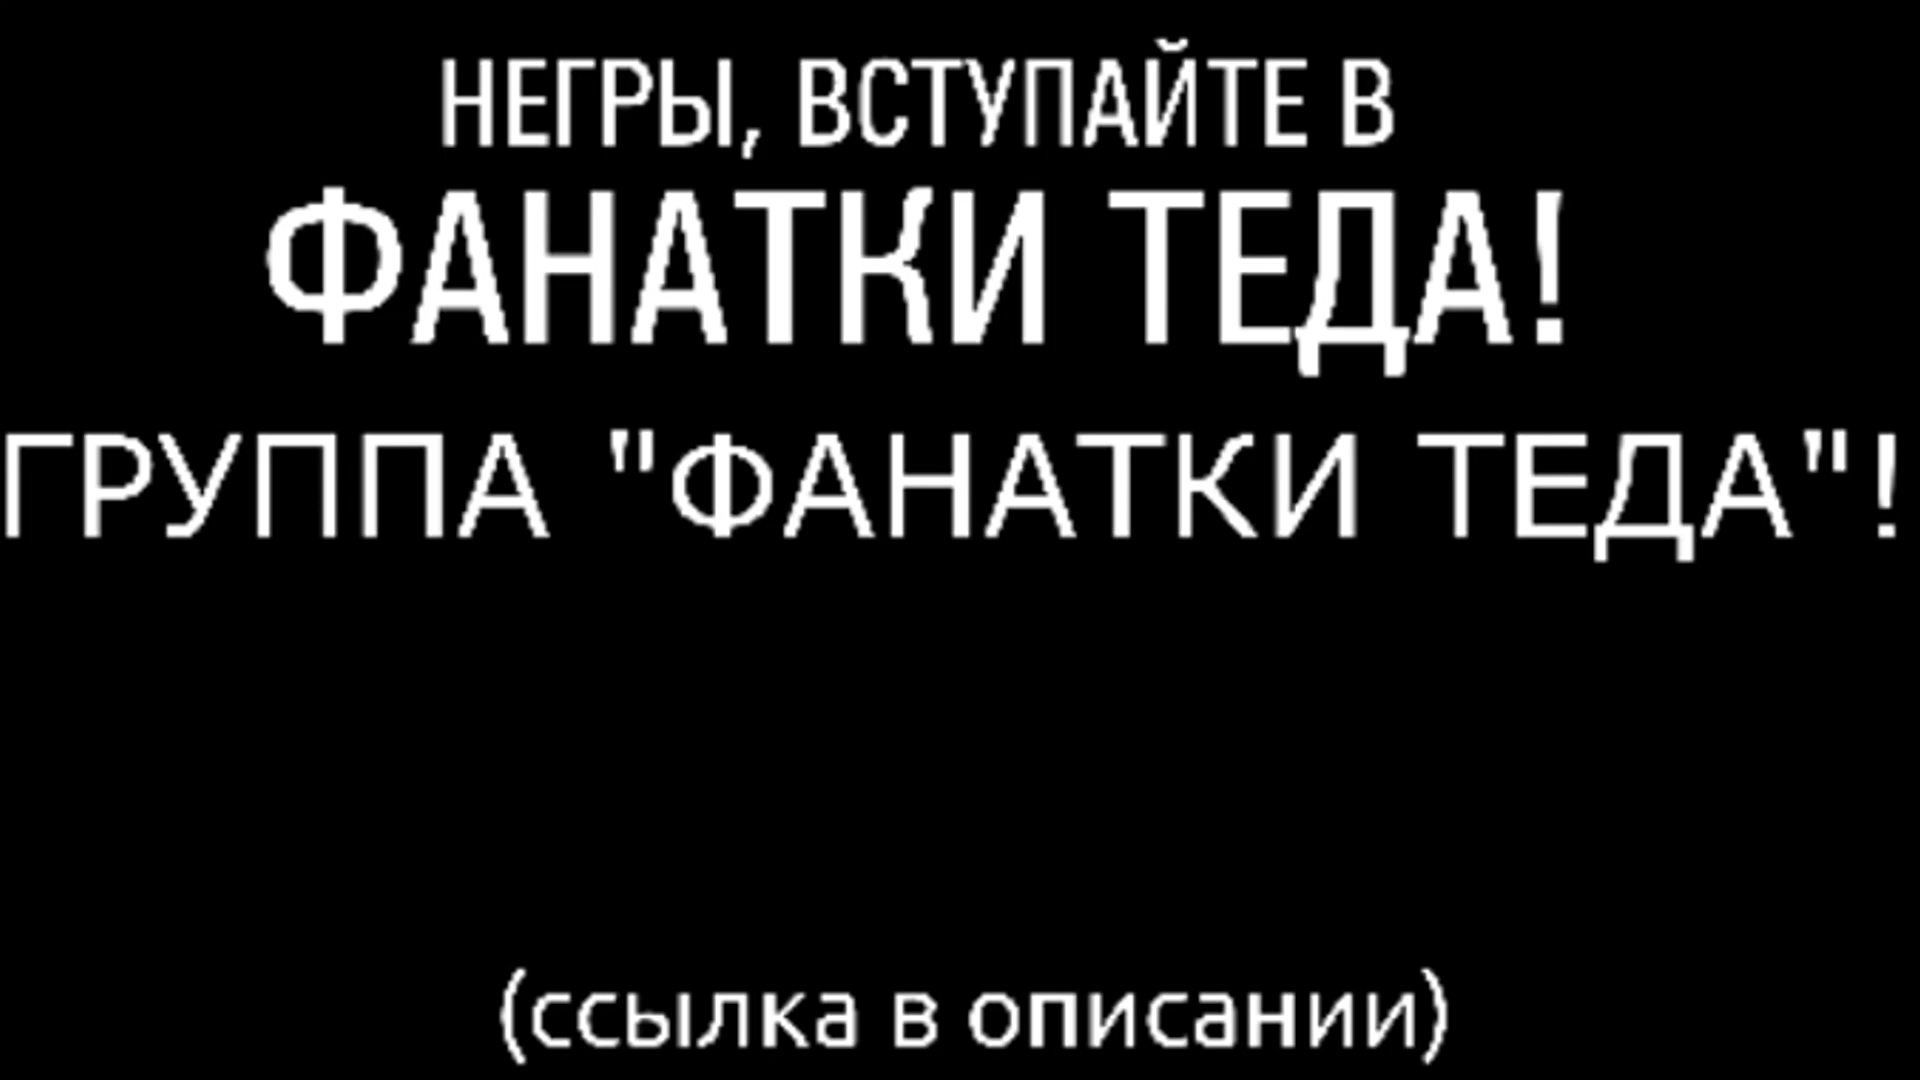 НЕГРЫ, ВСТУПАЙТЕ В
ФАНАТКИ ТЕДА!
ГРУППА "ФАНАТКИ ТЕДА"!
(ссылка в описании)